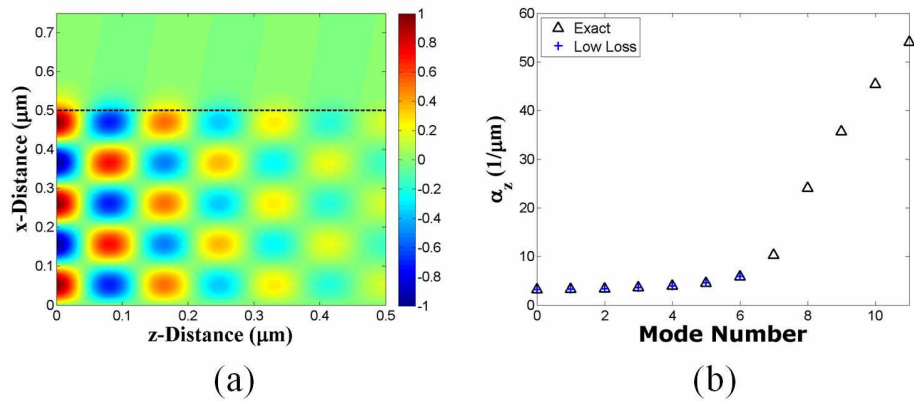 0.7
0.6
0.5
0.4
0.3
0.2
0.1
0
x-Distance (μm)
0 0.1 0.2 0.3 0.4 0.5
z-Distance (μm)
1
0.8
0.6
0.4
0.2
0
-0.2
-0.4
-0.6
-0.8
-1
(a)
60
50
40
30
20
10
0
α_z (1/μm)
Exact
Low Loss
0 2 4 6 8 10
Mode Number
(b)